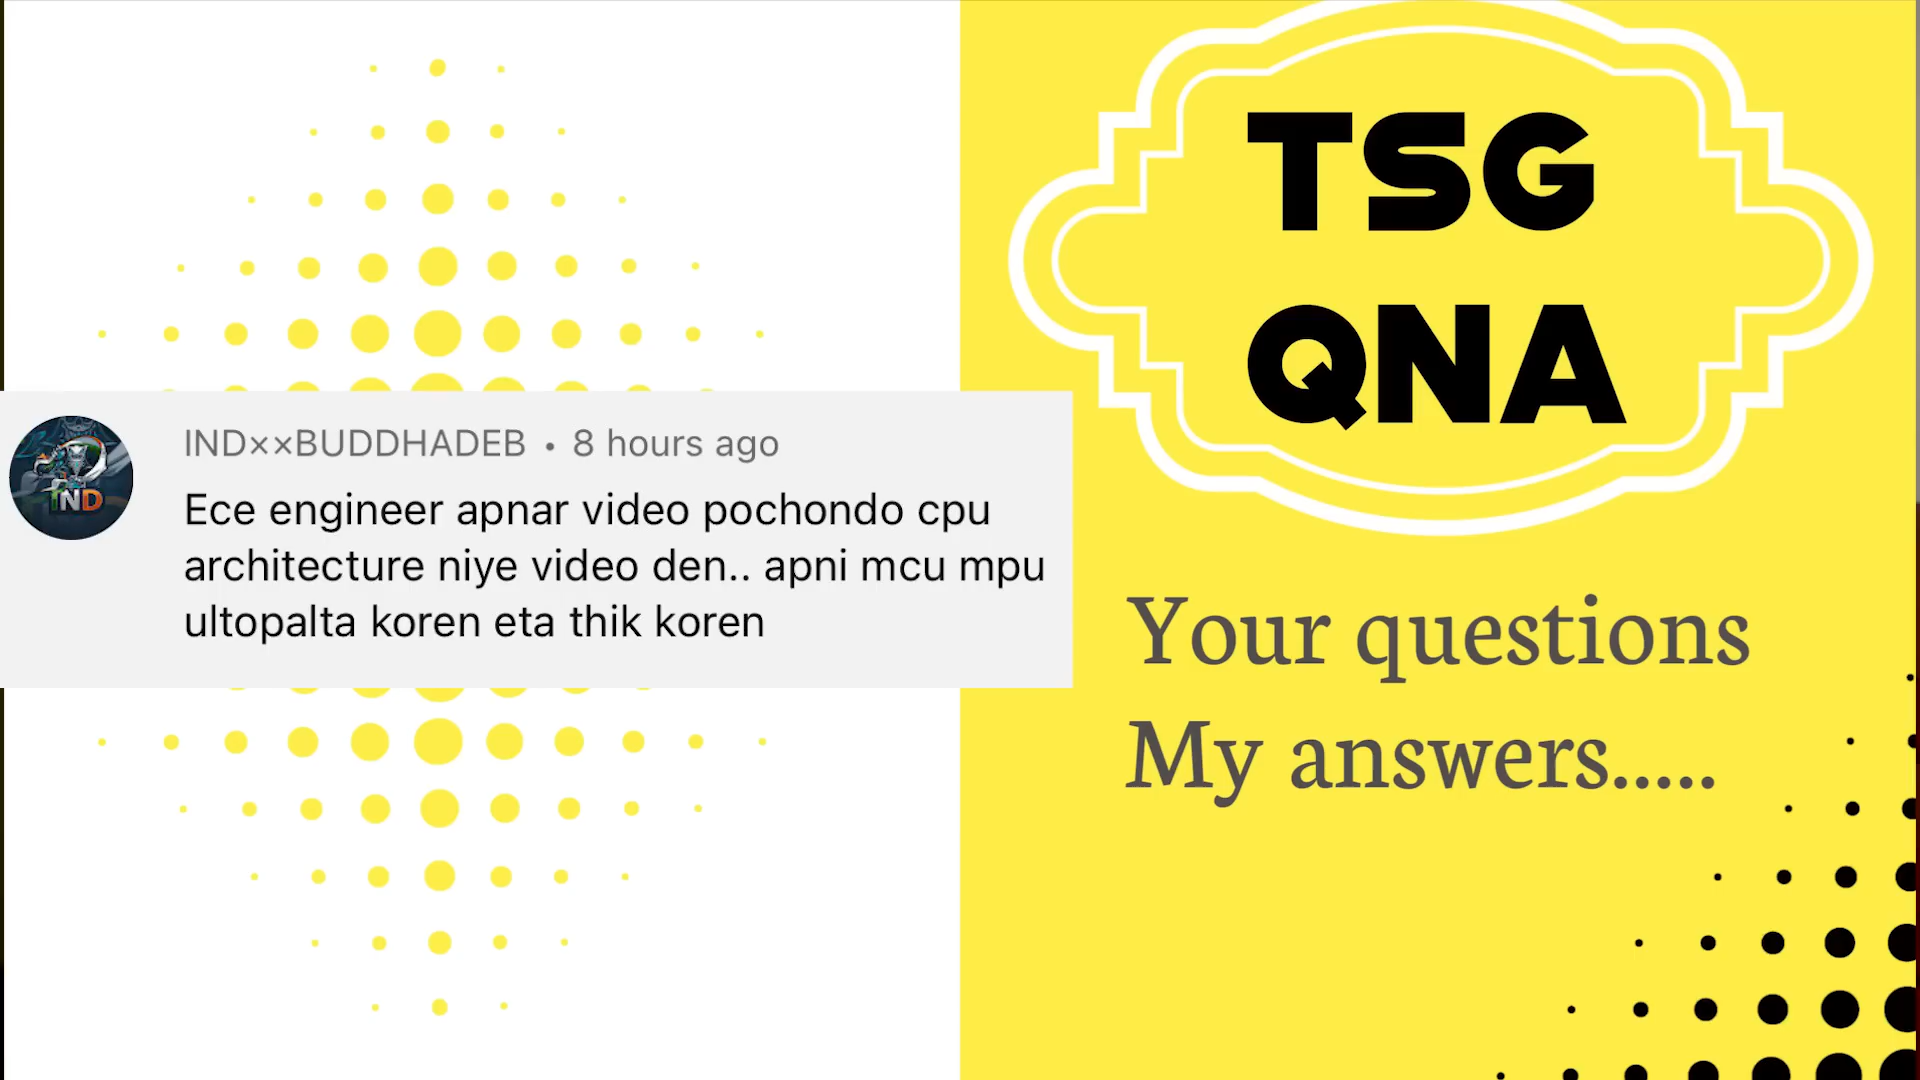 TSG
QNA
IND××BUDDHADEB • 8 hours ago
Ece engineer apnar video pochondo cpu
architecture niye video den.. apni mcu mpu
ultopalta koren eta thik koren
IND
Your questions
My answers.....